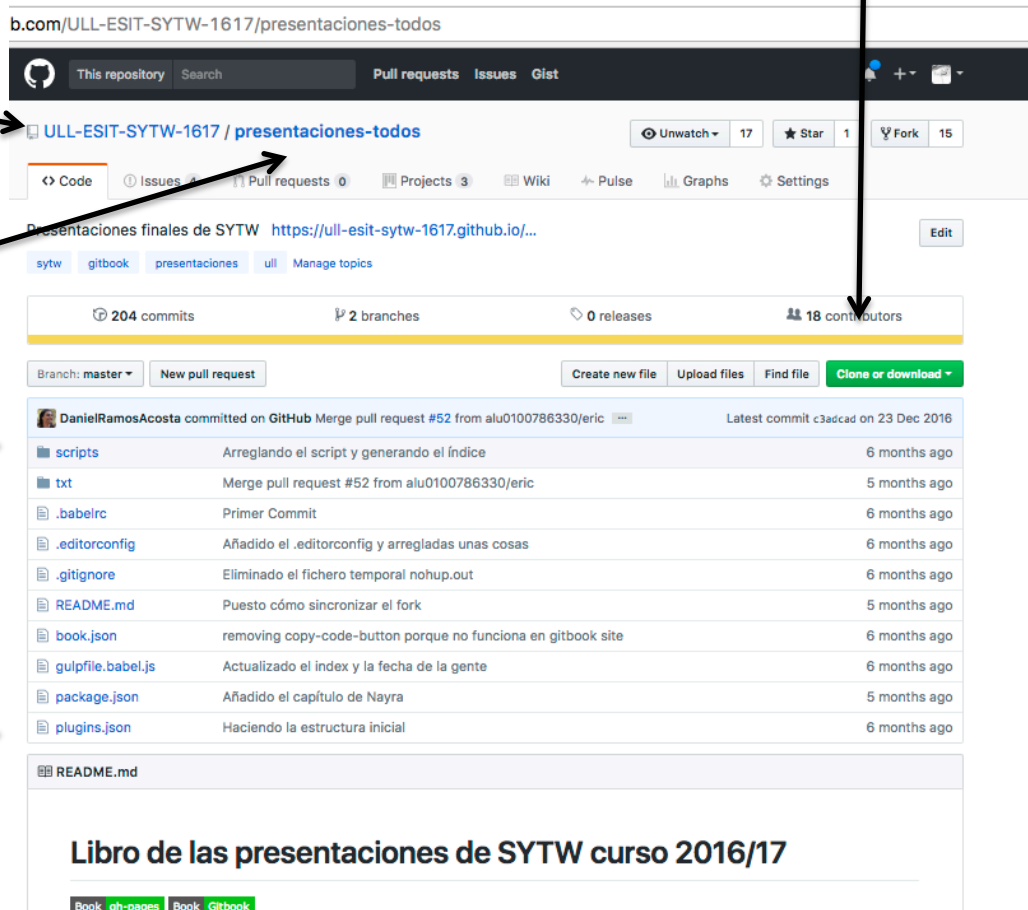 b.com/ULL-ESIT-SYTW-1617/presentaciones-todos
This repository Search Pull requests Issues Gist
ULL-ESIT-SYTW-1617 / presentaciones-todos Unwatch 17 Star 1 Fork 15
Code Issues 4 Pull requests 0 Projects 3 Wiki Pulse Graphs Settings
Presentaciones finales de SYTW https://ull-esit-sytw-1617.github.io/... Edit
sytw gitbook presentaciones ull Manage topics
204 commits 2 branches 0 releases 18 contributors
Branch: master New pull request Create new file Upload files Find file Clone or download
DanielRamosAcosta committed on GitHub Merge pull request #52 from alu0100786330/eric ... Latest commit c3adcad on 23 Dec 2016
scripts Arreglando el script y generando el índice 6 months ago
txt Merge pull request #52 from alu0100786330/eric 5 months ago
.babelrc Primer Commit 6 months ago
.editorconfig Añadido el .editorconfig y arregladas unas cosas 6 months ago
.gitignore Eliminado el fichero temporal nohup.out 6 months ago
README.md Puesto cómo sincronizar el fork 5 months ago
book.json removing copy-code-button porque no funciona en gitbook site 6 months ago
gulpfile.babel.js Actualizado el index y la fecha de la gente 6 months ago
package.json Añadido el capítulo de Nayra 5 months ago
plugins.json Haciendo la estructura inicial 6 months ago
README.md
Libro de las presentaciones de SYTW curso 2016/17
Book gh-pages Book Gitbook